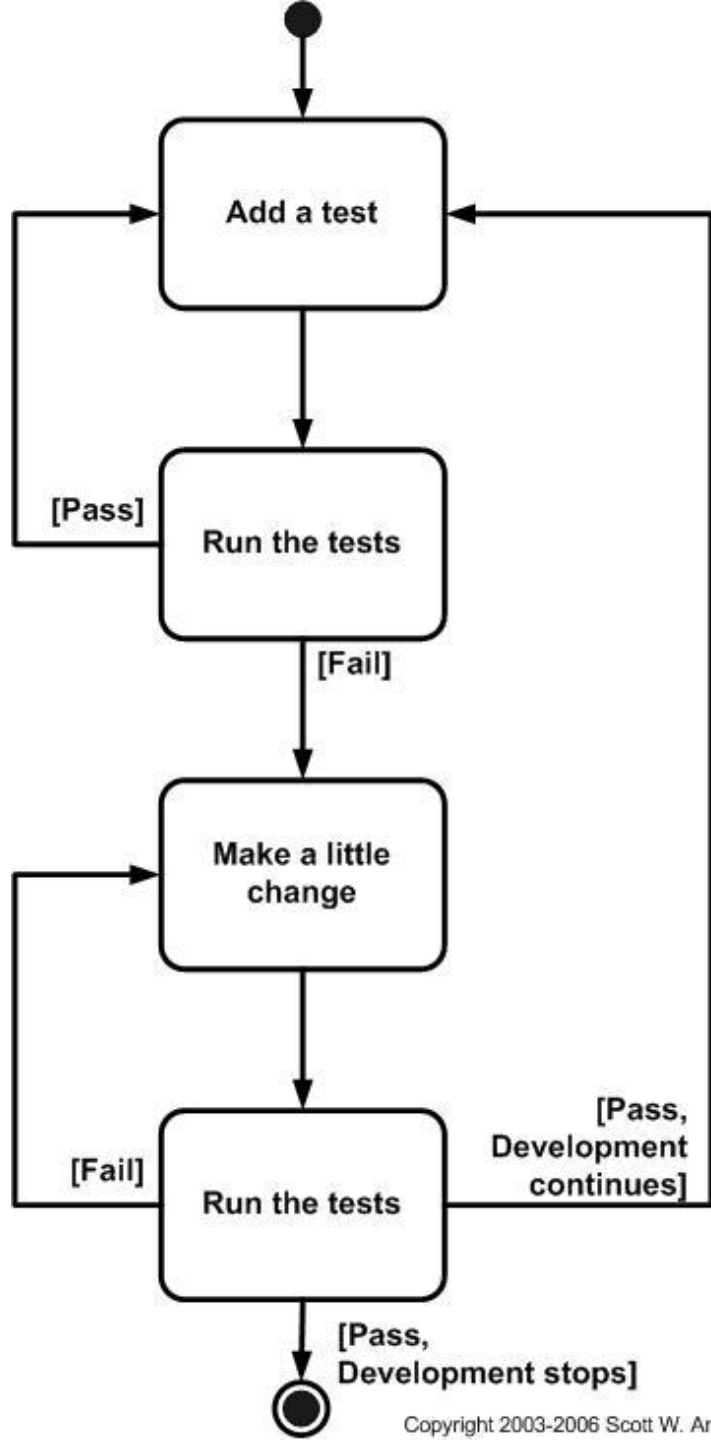 Add a test
[Pass]
Run the tests
[Fail]
Make a little
change
[Fail]
Run the tests
[Pass,
Development
continues]
[Pass,
Development stops]
Copyright 2003-2006 Scott W.